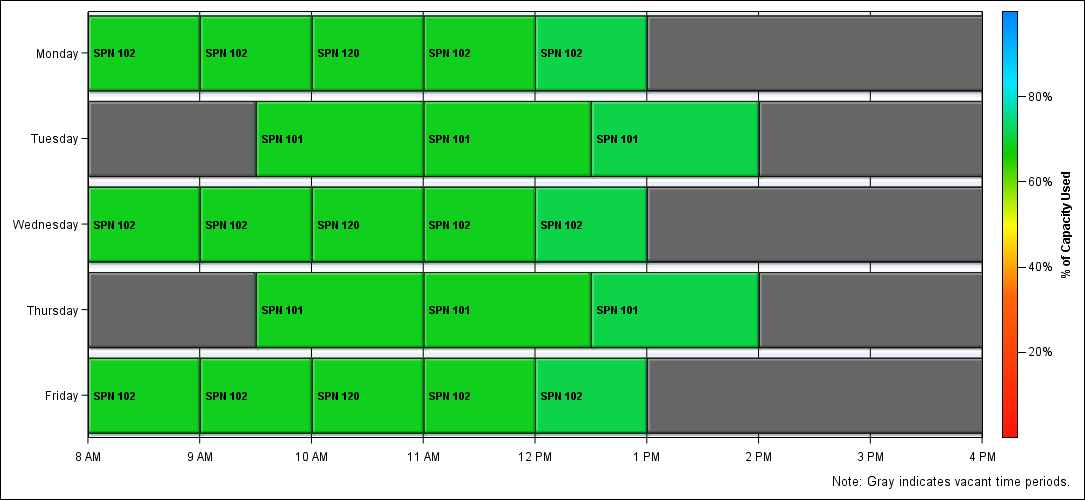 Monday
SPN 102 SPN 102 SPN 120 SPN 102 SPN 102
Tuesday
SPN 101 SPN 101 SPN 101
Wednesday
SPN 102 SPN 102 SPN 120 SPN 102 SPN 102
Thursday
SPN 101 SPN 101 SPN 101
Friday
SPN 102 SPN 102 SPN 120 SPN 102 SPN 102
8 AM 9 AM 10 AM 11 AM 12 PM 1 PM 2 PM 3 PM 4 PM
80%
60%
40%
20%
% of Capacity Used
Note: Gray indicates vacant time periods.